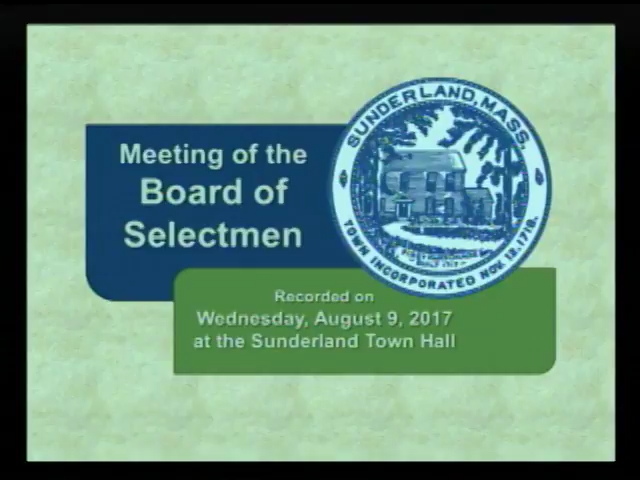 Meeting of the
Board of
Selectmen
SUNDERLAND, MASS.
TOWN INCORPORATED NOV. 12, 1718.
Recorded on
Wednesday, August 9, 2017
at the Sunderland Town Hall